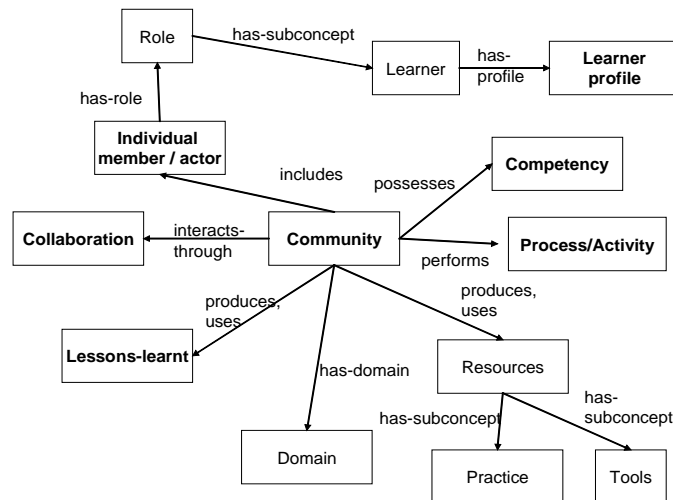 Role
has-subconcept
Learner
has-
profile
Learner
profile
has-role
Individual
member / actor
includes
possesses
Competency
Collaboration
interacts-
through
Community
performs
Process/Activity
produces,
uses
produces,
uses
Lessons-learnt
has-domain
Resources
has-subconcept
has-
subconcept
Domain
Practice
Tools